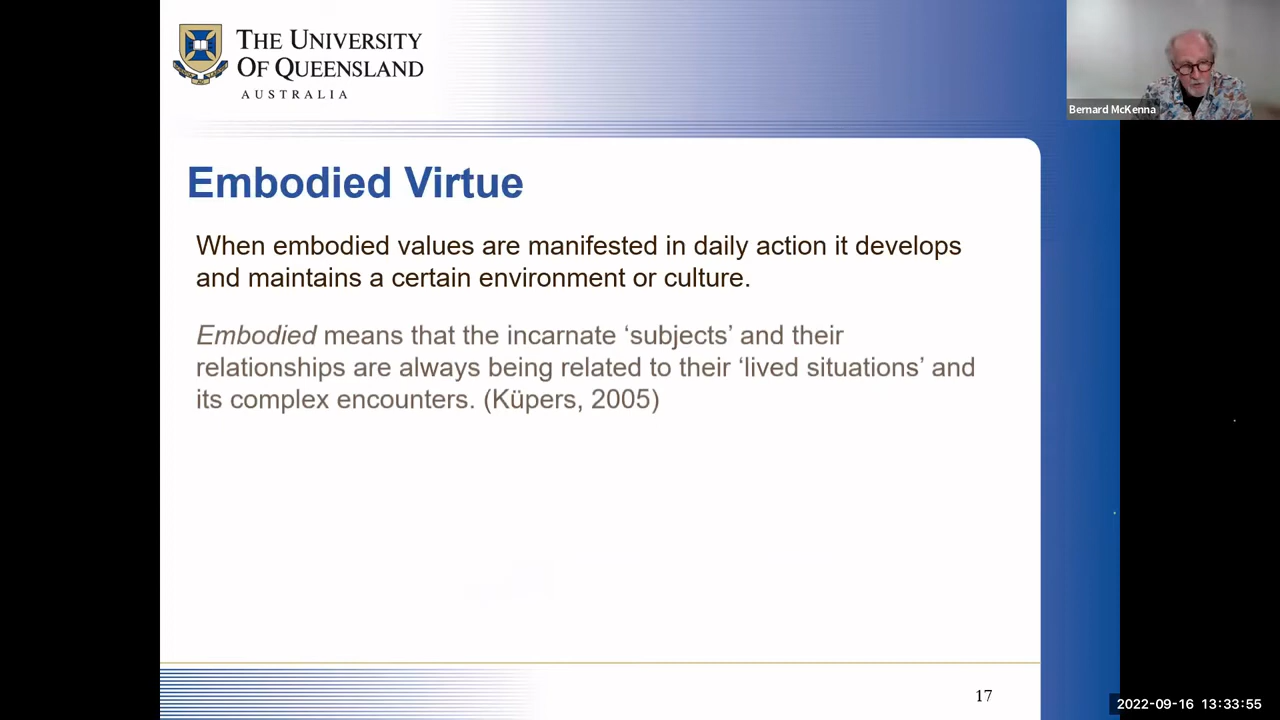 THE UNIVERSITY
OF QUEENSLAND
AUSTRALIA
Bernard McKenna
Embodied Virtue
When embodied values are manifested in daily action it develops
and maintains a certain environment or culture.
Embodied means that the incarnate ‘subjects’ and their
relationships are always being related to their ‘lived situations’ and
its complex encounters. (Küpers, 2005)
17
2022-09-16 13:33:55